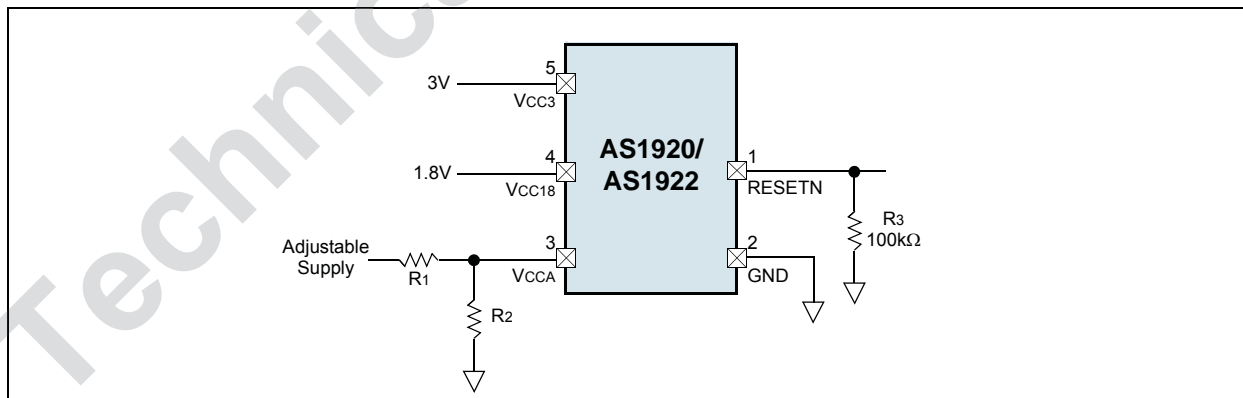 Technica
5
3V
VCC3
4
1.8V
VCC18
3
Adjustable
Supply
R1
VCCA
R2
AS1920/
AS1922
1
RESETN
2
GND
R3
100kΩ